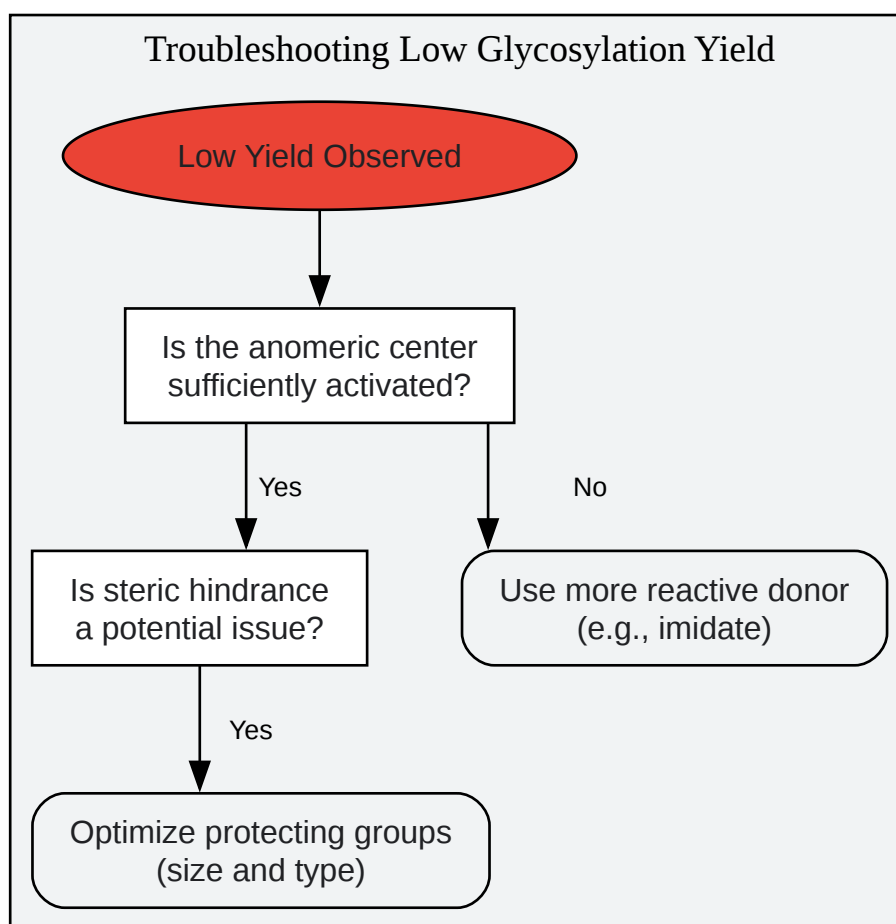 Troubleshooting Low Glycosylation Yield
Low Yield Observed
Is the anomeric center
sufficiently activated?
Yes
No
Is steric hindrance
a potential issue?
Use more reactive donor
(e.g., imidate)
Yes
Optimize protecting groups
(size and type)